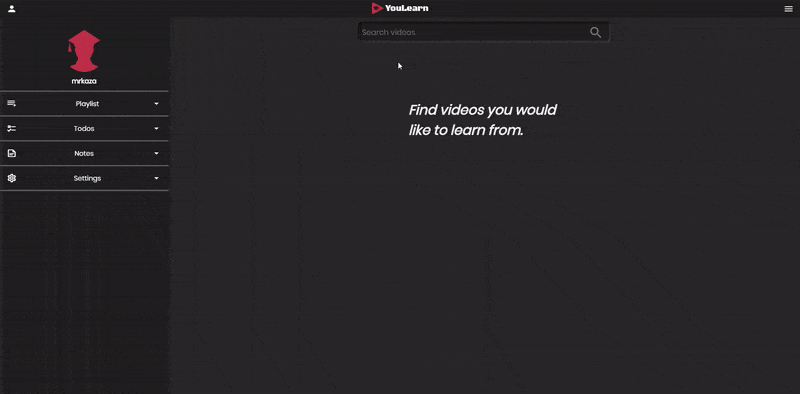 YouLearn
Search videos
mrkaza
Playlist
Todos
Notes
Settings
Find videos you would
like to learn from.